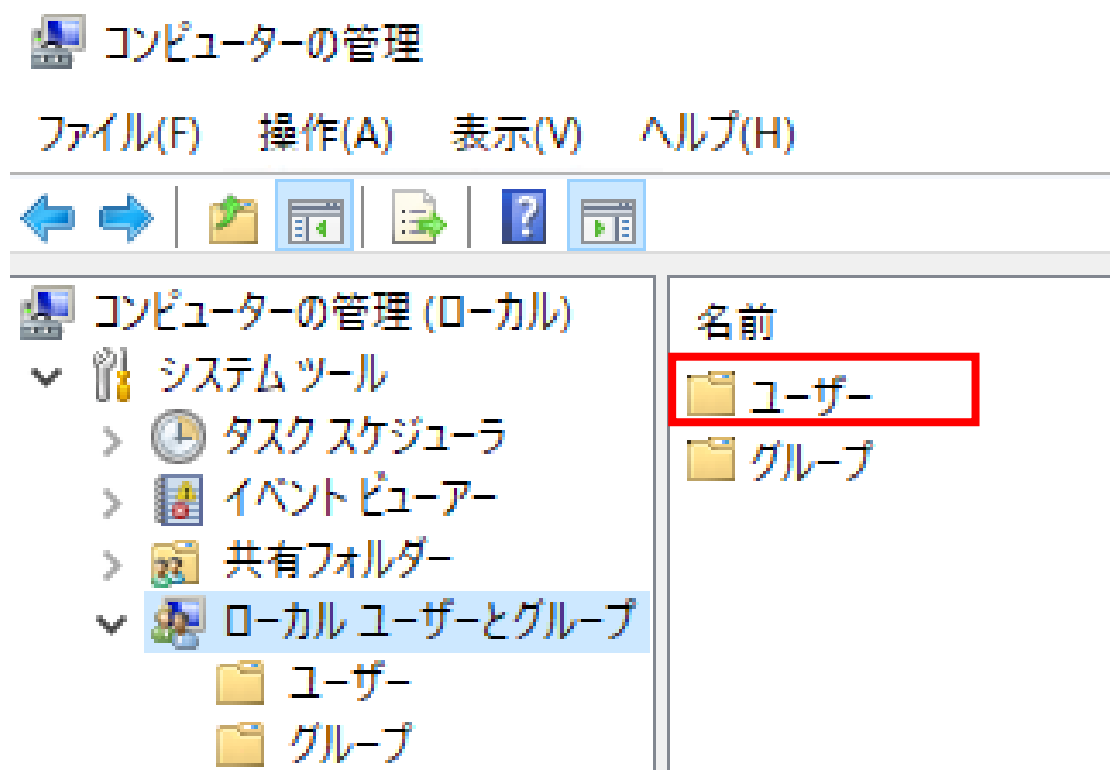 コンピューターの管理
ファイル(F) 操作(A) 表示(V) ヘルプ(H)
コンピューターの管理 (ローカル)
システム ツール
タスク スケジューラ
イベント ビューアー
共有フォルダー
ローカル ユーザーとグループ
ユーザー
グループ
名前
ユーザー
グループ